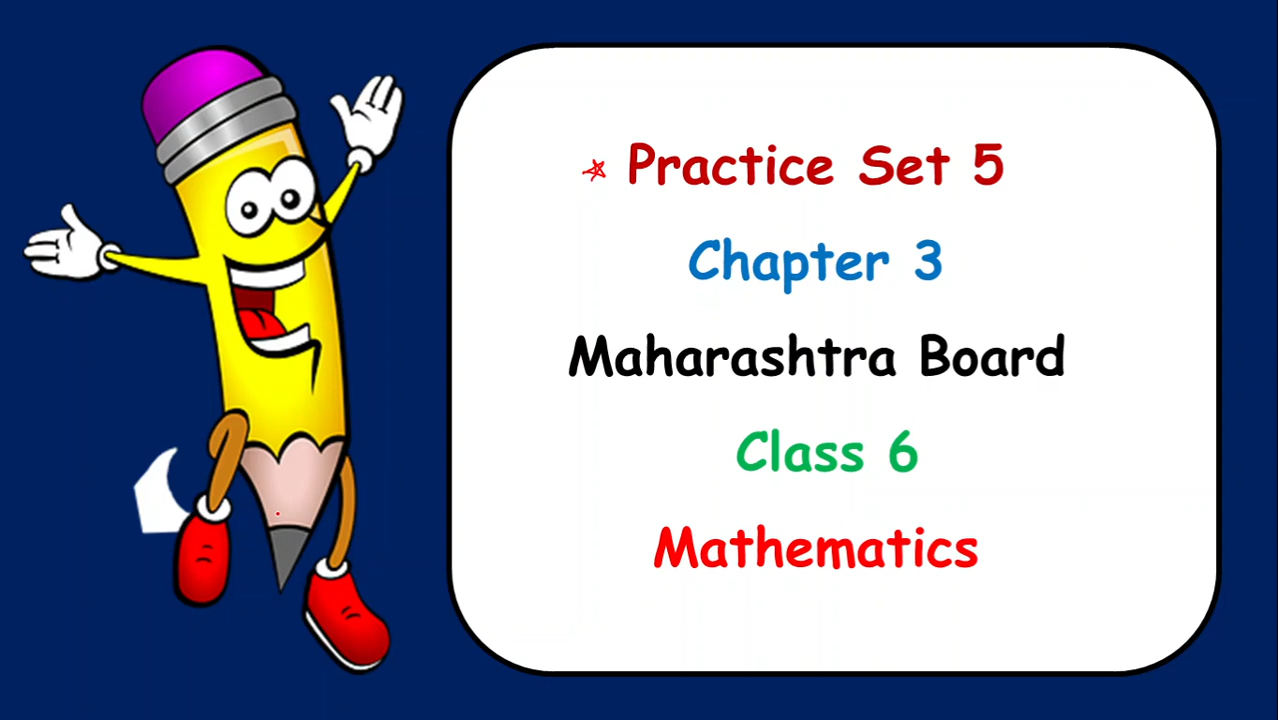 Practice Set 5
Chapter 3
Maharashtra Board
Class 6
Mathematics